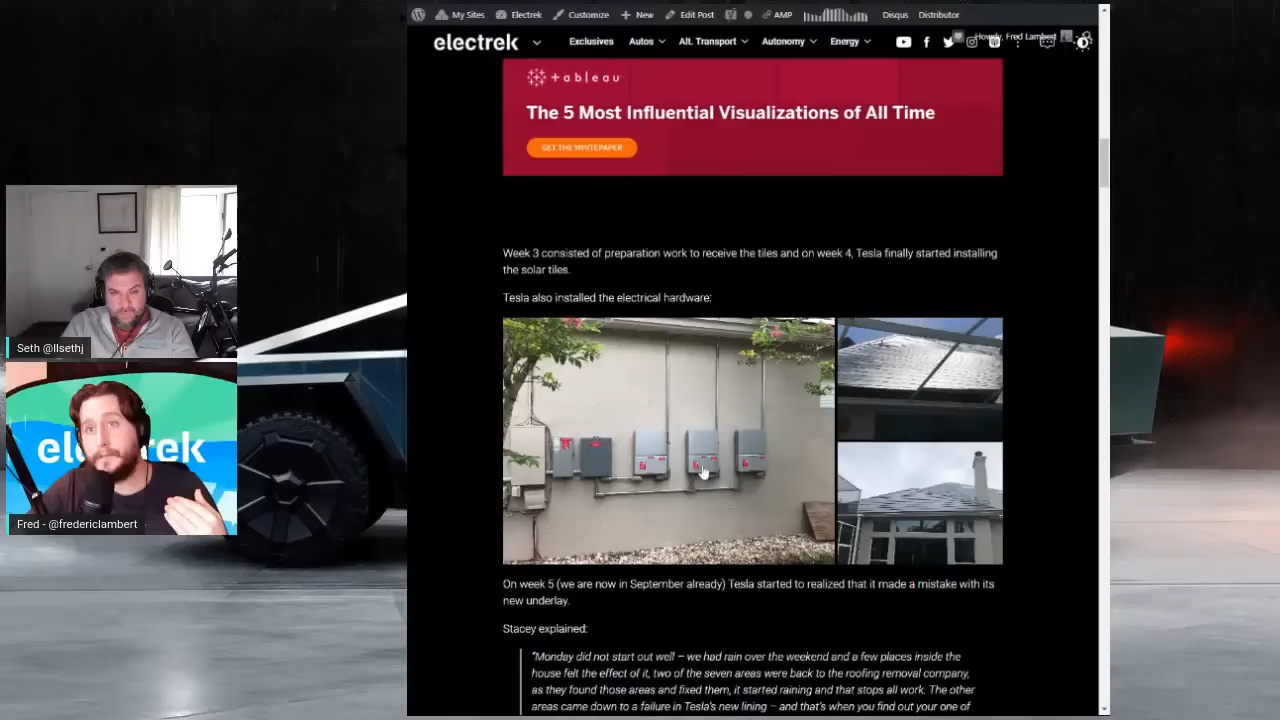 My Sites
Electrek
Customize
New
Edit Post
AMP
Disqus
Distributor
electrek
Exclusives
Autos
Alt. Transport
Autonomy
Energy
Howdy, Fred Lambert
+ableau
The 5 Most Influential Visualizations of All Time
GET THE WHITEPAPER
Week 3 consisted of preparation work to receive the tiles and on week 4, Tesla finally started installing
the solar tiles.
Tesla also installed the electrical hardware:
Seth @llsethj
Fred - @fredericlambert
On week 5 (we are now in September already) Tesla started to realized that it made a mistake with its
new underlay.
Stacey explained:
"Monday did not start out well – we had rain over the weekend and a few places inside the
house felt the effect of it, two of the seven areas were back to the roofing removal company,
as they found those areas and fixed them, it started raining and that stops all work. The other
areas came down to a failure in Tesla's new lining – and that's when you find out your one of